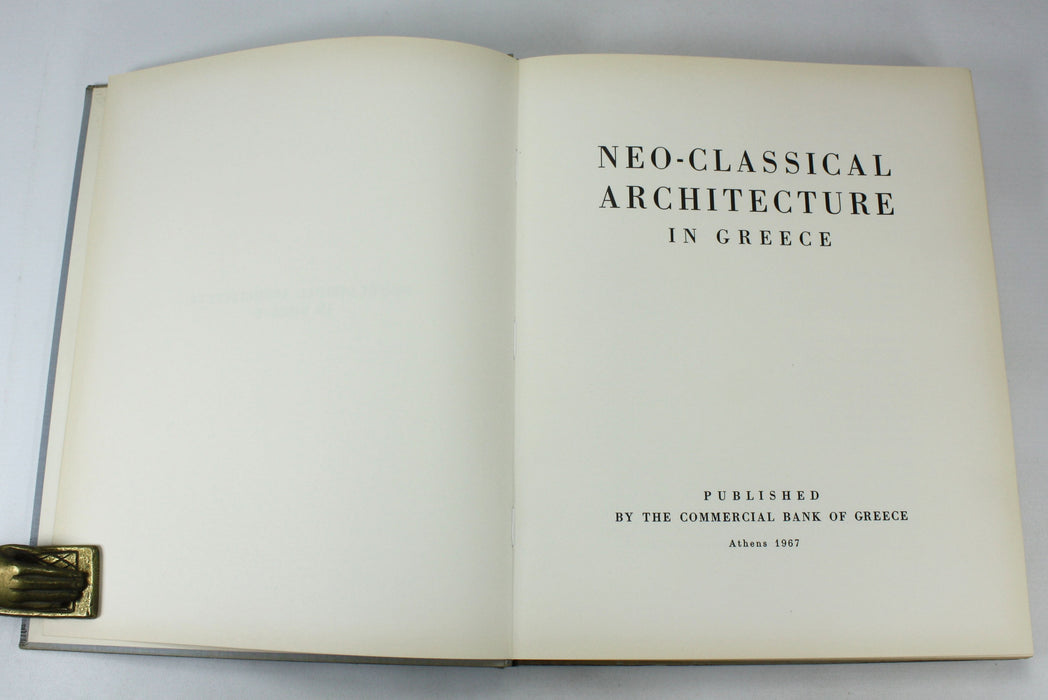 NEO-CLASSICAL
ARCHITECTURE
IN GREECE
PUBLISHED
BY THE COMMERCIAL BANK OF GREECE
Athens 1967